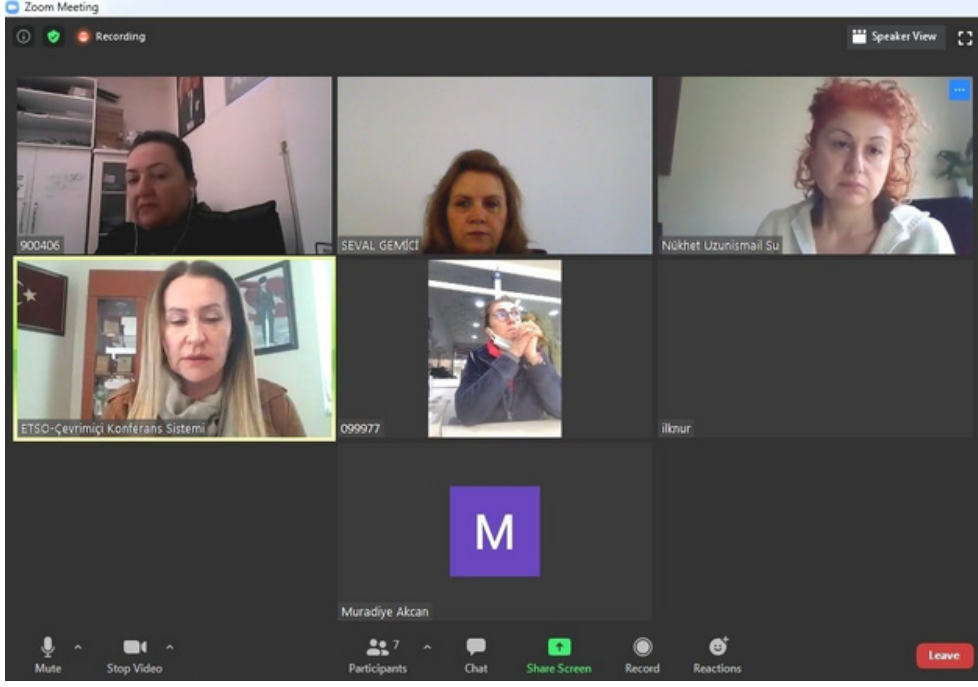 Zoom Meeting
Recording
Speaker View
900406
SEVAL GEMİCİ
Nükhet Uzunismail Su
ETSO-Çevrimiçi Konferans Sistemi
099977
ilknur
M
Muradiye Akcan
7
Mute
Stop Video
Participants
Chat
Share Screen
Record
Reactions
Leave